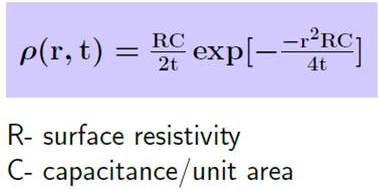 ρ(r, t) = RC/2t exp[−−r²RC/4t]
R- surface resistivity
C- capacitance/unit area